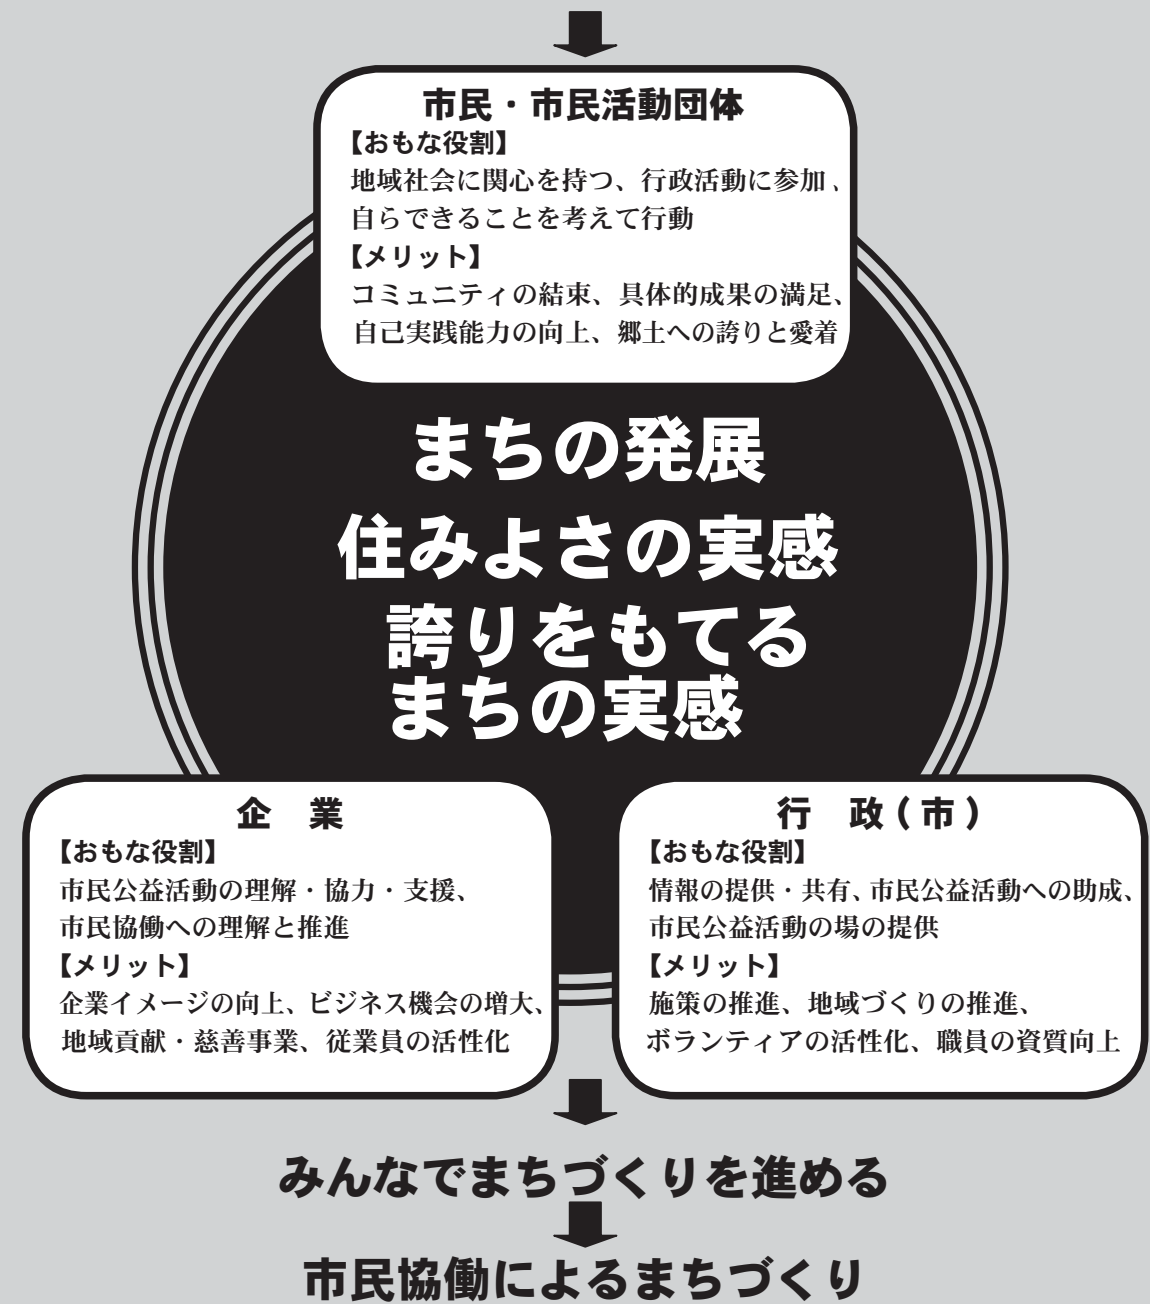 市民・市民活動団体
【おもな役割】
地域社会に関心を持つ、行政活動に参加、
自らできることを考えて行動
【メリット】
コミュニティの結束、具体的成果の満足、
自己実践能力の向上、郷土への誇りと愛着
まちの発展
住みよさの実感
誇りをもてる
まちの実感
企　業
【おもな役割】
市民公益活動の理解・協力・支援、
市民協働への理解と推進
【メリット】
企業イメージの向上、ビジネス機会の増大、
地域貢献・慈善事業、従業員の活性化
行　政(市)
【おもな役割】
情報の提供・共有、市民公益活動への助成、
市民公益活動の場の提供
【メリット】
施策の推進、地域づくりの推進、
ボランティアの活性化、職員の資質向上
みんなでまちづくりを進める
市民協働によるまちづくり